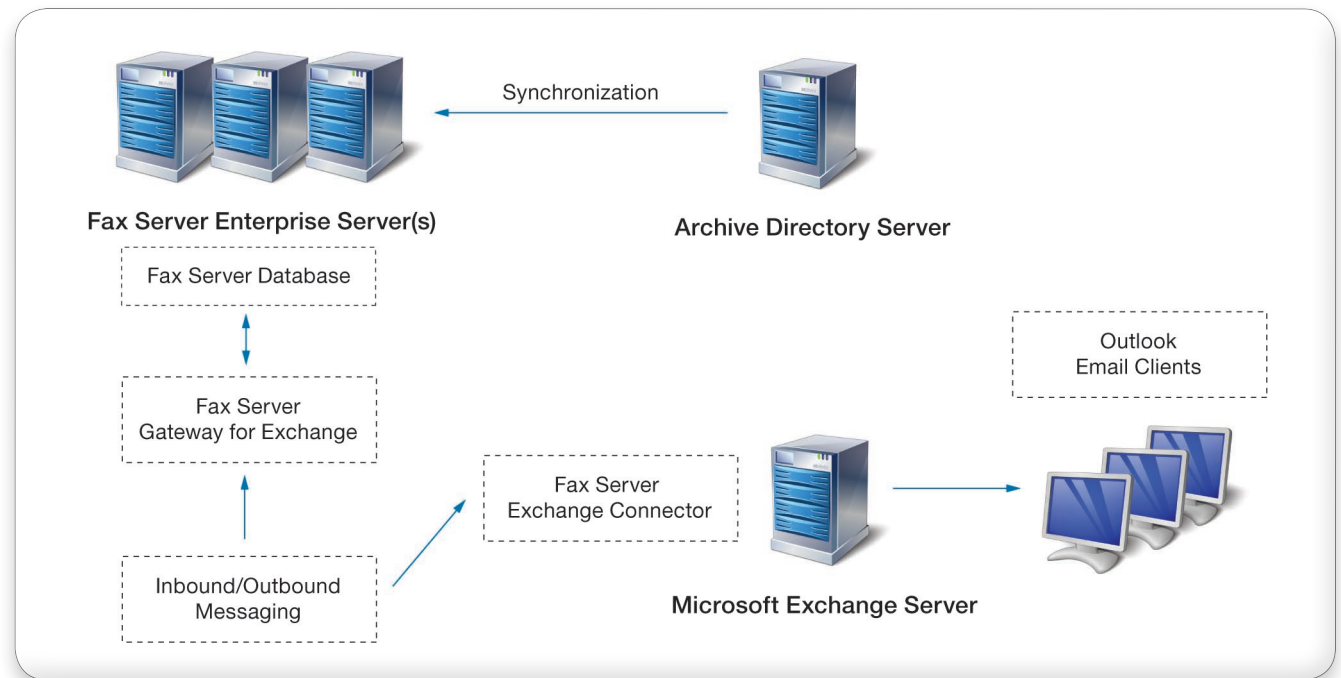 Synchronization
Fax Server Enterprise Server(s)
Archive Directory Server
Fax Server Database
Outlook
Email Clients
Fax Server
Gateway for Exchange
Fax Server
Exchange Connector
Inbound/Outbound
Messaging
Microsoft Exchange Server